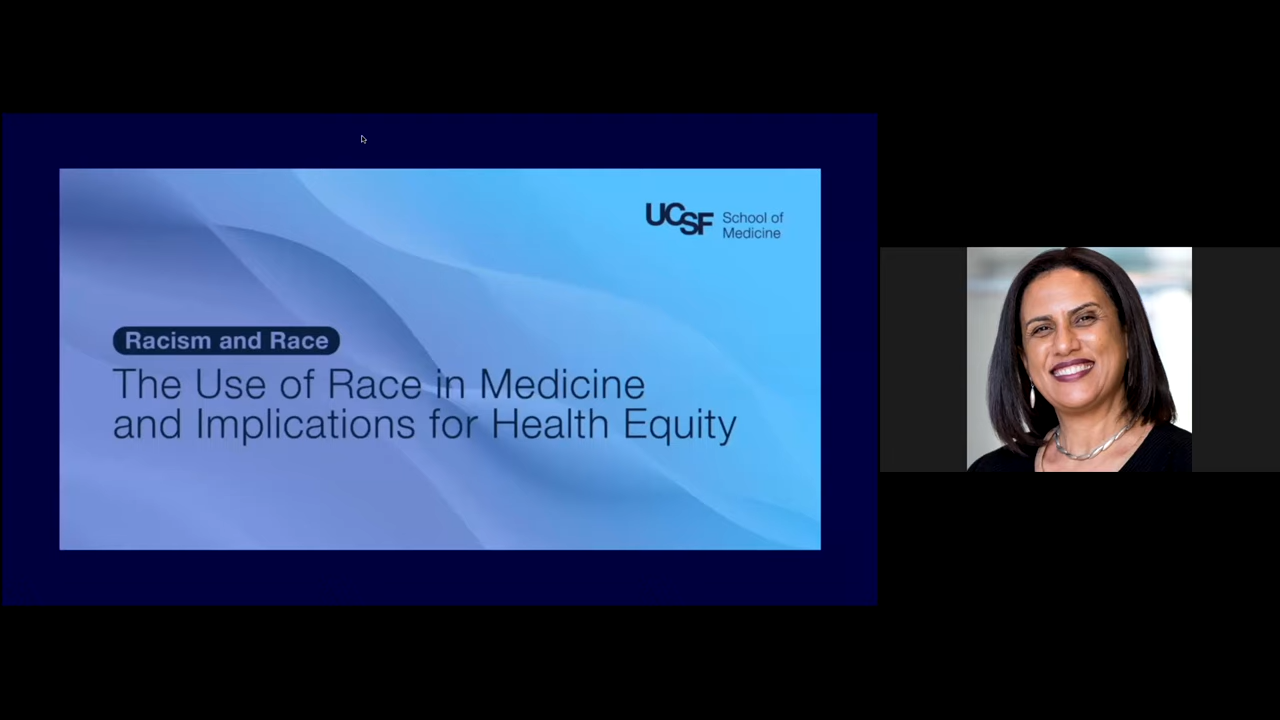 UCSF School of
Medicine
Racism and Race
The Use of Race in Medicine
and Implications for Health Equity